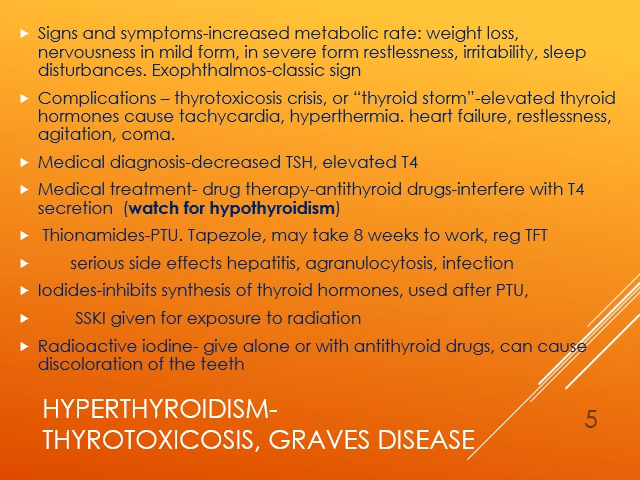 Signs and symptoms-increased metabolic rate: weight loss,
nervousness in mild form, in severe form restlessness, irritability, sleep
disturbances. Exophthalmos-classic sign
Complications – thyrotoxicosis crisis, or “thyroid storm”-elevated thyroid
hormones cause tachycardia, hyperthermia. heart failure, restlessness,
agitation, coma.
Medical diagnosis-decreased TSH, elevated T4
Medical treatment- drug therapy-antithyroid drugs-interfere with T4
secretion (watch for hypothyroidism)
Thionamides-PTU. Tapezole, may take 8 weeks to work, reg TFT
serious side effects hepatitis, agranulocytosis, infection
Iodides-inhibits synthesis of thyroid hormones, used after PTU,
SSKI given for exposure to radiation
Radioactive iodine- give alone or with antithyroid drugs, can cause
discoloration of the teeth
HYPERTHYROIDISM-
THYROTOXICOSIS, GRAVES DISEASE
5